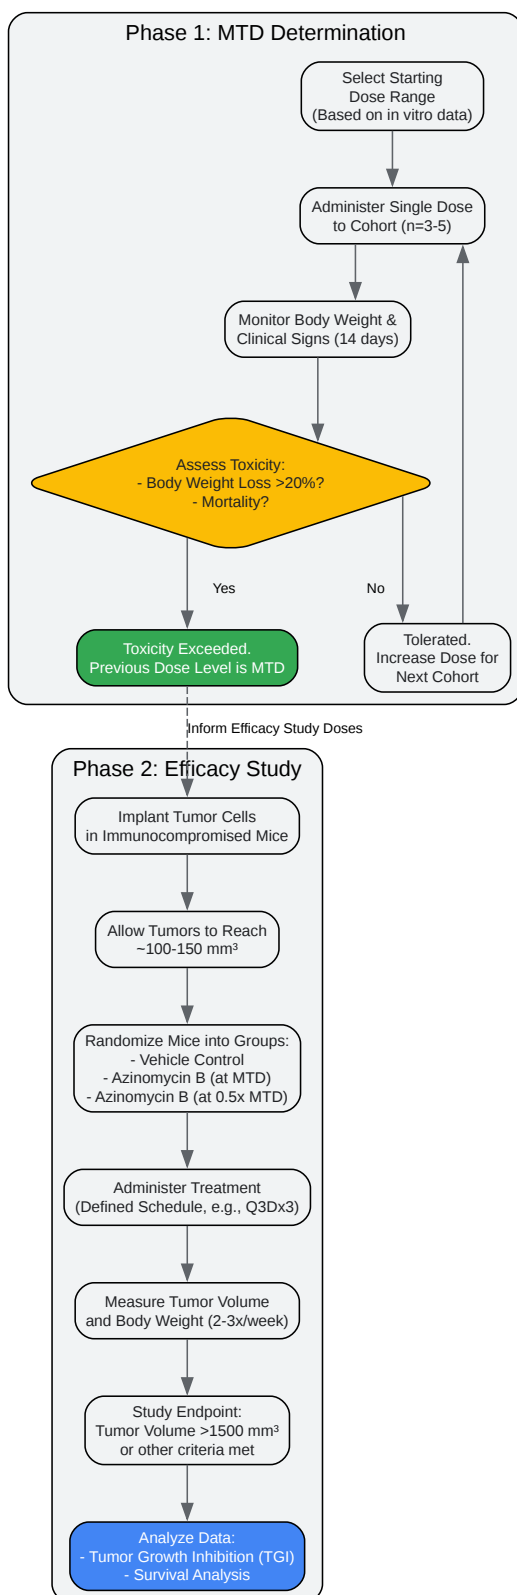 Phase 1: MTD Determination
Select Starting
Dose Range
(Based on in vitro data)
Administer Single Dose
to Cohort (n=3-5)
Monitor Body Weight &
Clinical Signs (14 days)
Assess Toxicity:
- Body Weight Loss >20%?
- Mortality?
Yes
No
Toxicity Exceeded.
Previous Dose Level is MTD
Tolerated.
Increase Dose for
Next Cohort
Inform Efficacy Study Doses
Phase 2: Efficacy Study
Implant Tumor Cells
in Immunocompromised Mice
Allow Tumors to Reach
~100-150 mm³
Randomize Mice into Groups:
- Vehicle Control
- Azinomycin B (at MTD)
- Azinomycin B (at 0.5x MTD)
Administer Treatment
(Defined Schedule, e.g., Q3Dx3)
Measure Tumor Volume
and Body Weight (2-3x/week)
Study Endpoint:
Tumor Volume >1500 mm³
or other criteria met
Analyze Data:
- Tumor Growth Inhibition (TGI)
- Survival Analysis